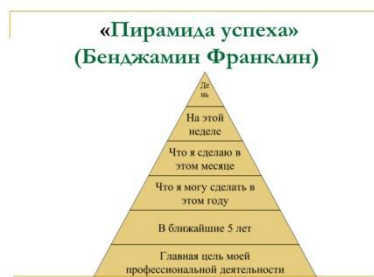 «Пирамида успеха»
(Бенджамин Франклин)
Де
нь
На этой
неделе
Что я сделаю в
этом месяце
Что я могу сделать в
этом году
В ближайшие 5 лет
Главная цель моей
профессиональной деятельности